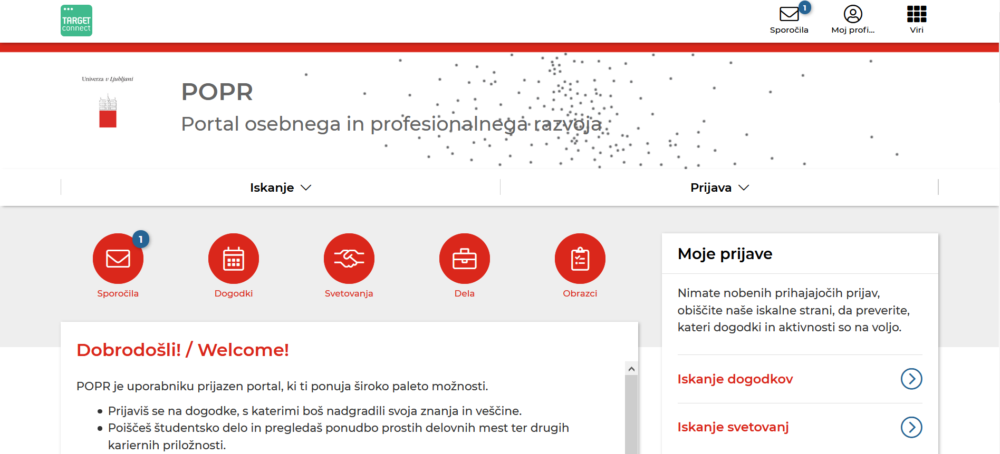 TARGET
connect
1
Sporočila
Moj profi...
Viri
Univerza v Ljubljani
POPR
Portal osebnega in profesionalnega razvoja
Iskanje
Prijava
1
Sporočila
Dogodki
Svetovanja
Dela
Obrazci
Dobrodošli! / Welcome!
POPR je uporabniku prijazen portal, ki ti ponuja široko paleto možnosti.
Prijaviš se na dogodke, s katerimi boš nadgradili svoja znanja in veščine.
Poiščeš študentsko delo in pregledaš ponudbo prostih delovnih mest ter drugih
kariernih priložnosti.
Moje prijave
Nimate nobenih prihajajočih prijav,
obiščite naše iskalne strani, da preverite,
kateri dogodki in aktivnosti so na voljo.
Iskanje dogodkov
Iskanje svetovanj